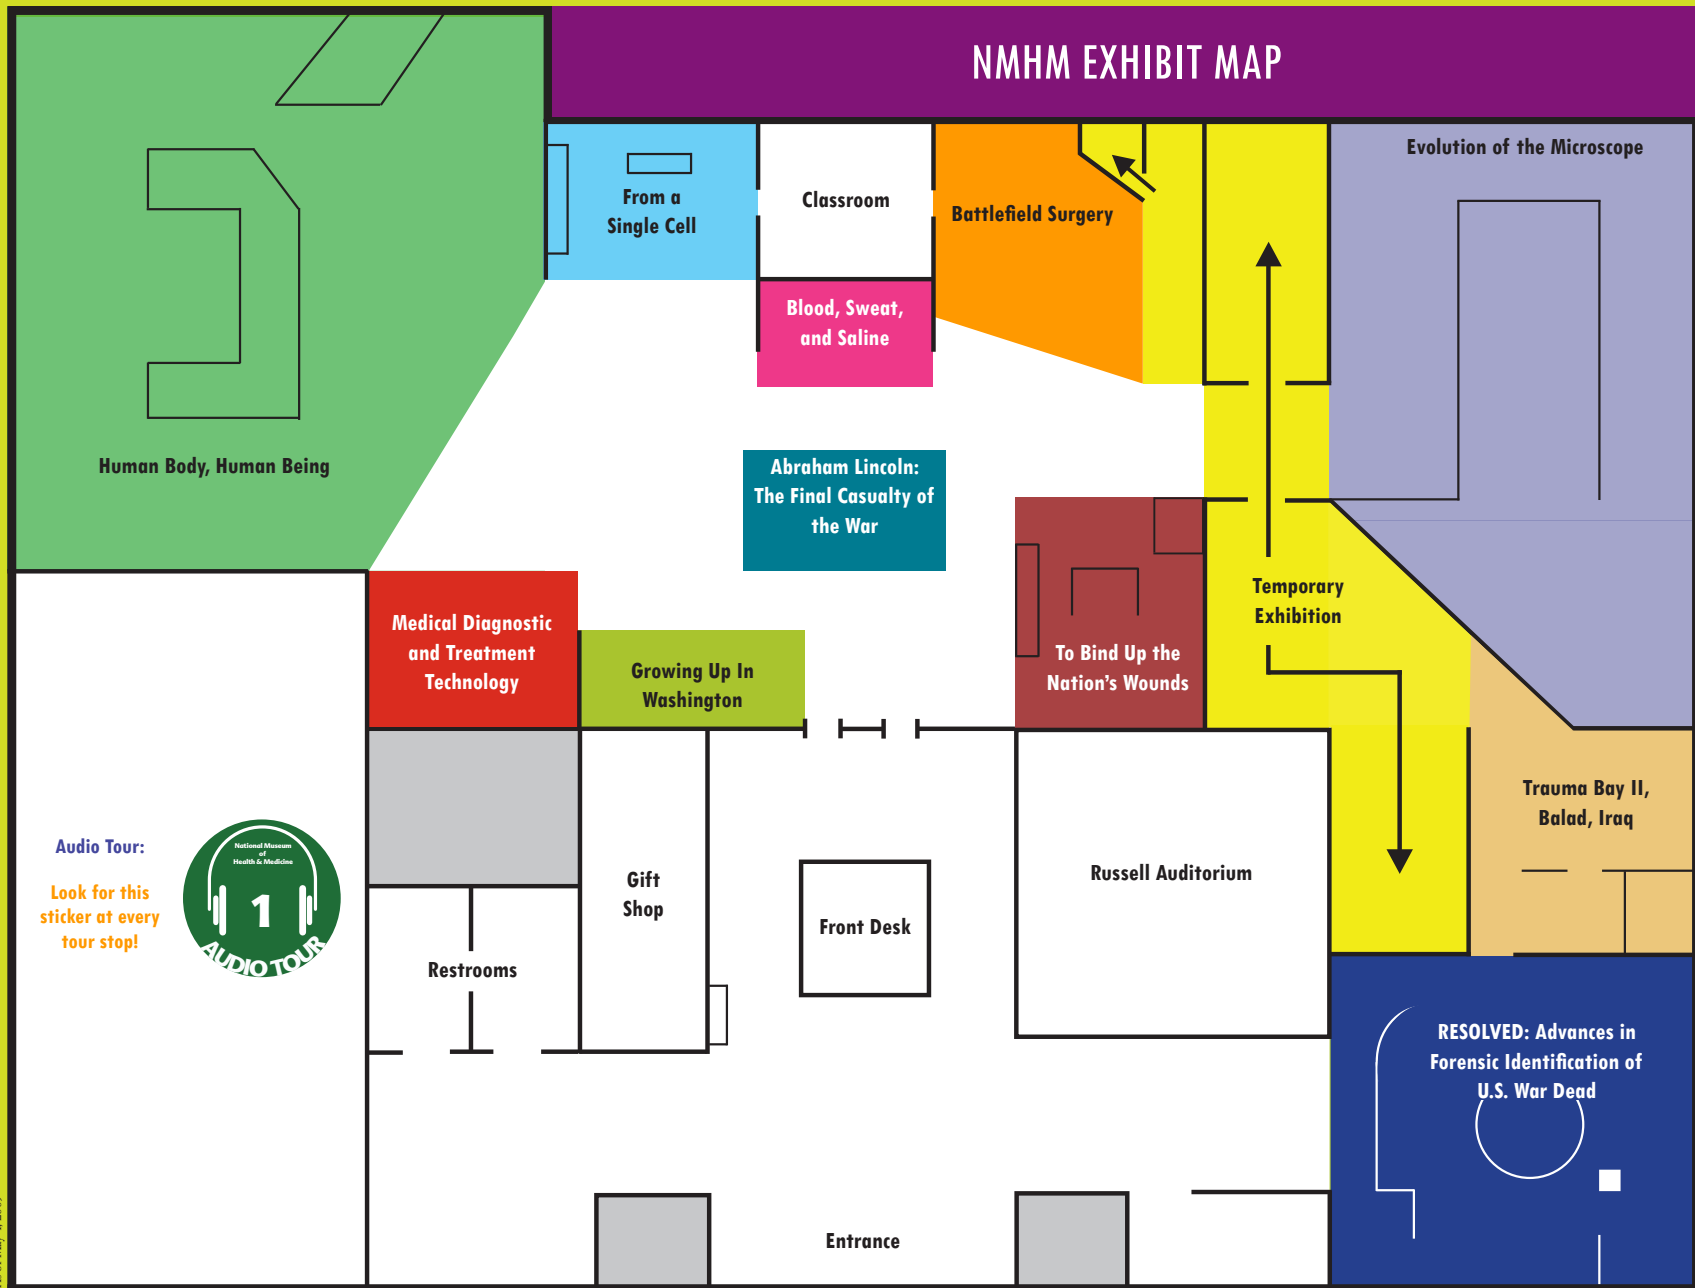 NMHM EXHIBIT MAP
Evolution of the Microscope
From a
Single Cell
Classroom
Battlefield Surgery
Blood, Sweat,
and Saline
Human Body, Human Being
Abraham Lincoln:
The Final Casualty of
the War
Temporary
Exhibition
Medical Diagnostic
and Treatment
Technology
Growing Up In
Washington
To Bind Up the
Nation’s Wounds
Trauma Bay II,
Balad, Iraq
Audio Tour:
Look for this
sticker at every
tour stop!
National Museum
of
Health & Medicine
1
AUDIO TOUR
Gift
Shop
Front Desk
Russell Auditorium
Restrooms
RESOLVED: Advances in
Forensic Identification of
U.S. War Dead
Entrance